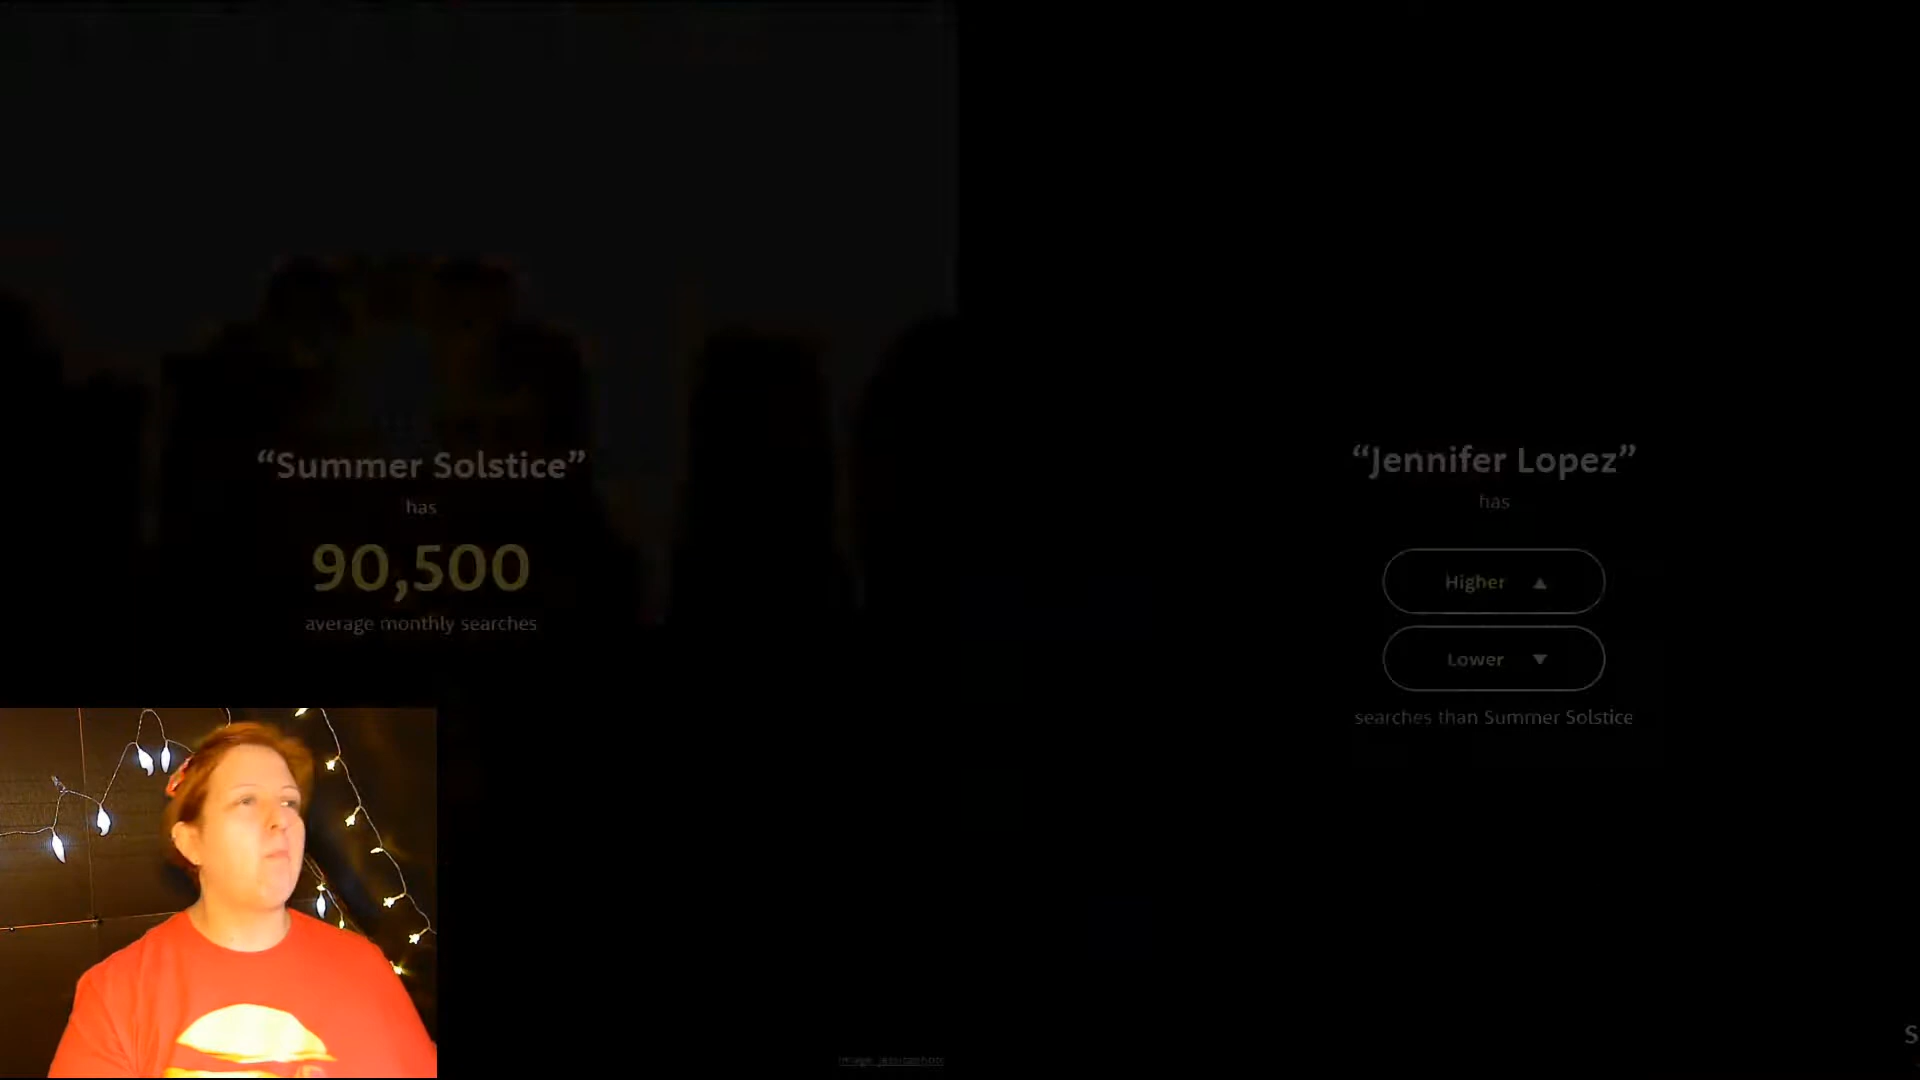 “Summer Solstice”
has
90,500
average monthly searches
“Jennifer Lopez”
has
Higher ▲
Lower ▼
searches than Summer Solstice